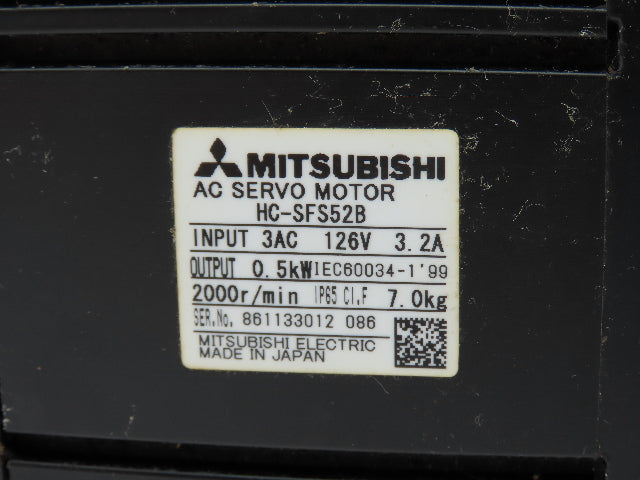 MITSUBISHI
AC SERVO MOTOR
HC-SFS52B
INPUT 3AC 126V 3.2A
OUTPUT 0.5kW IEC60034-1'99
2000r/min IP65 CI.F 7.0kg
SER.No. 861133012 086
MITSUBISHI ELECTRIC
MADE IN JAPAN